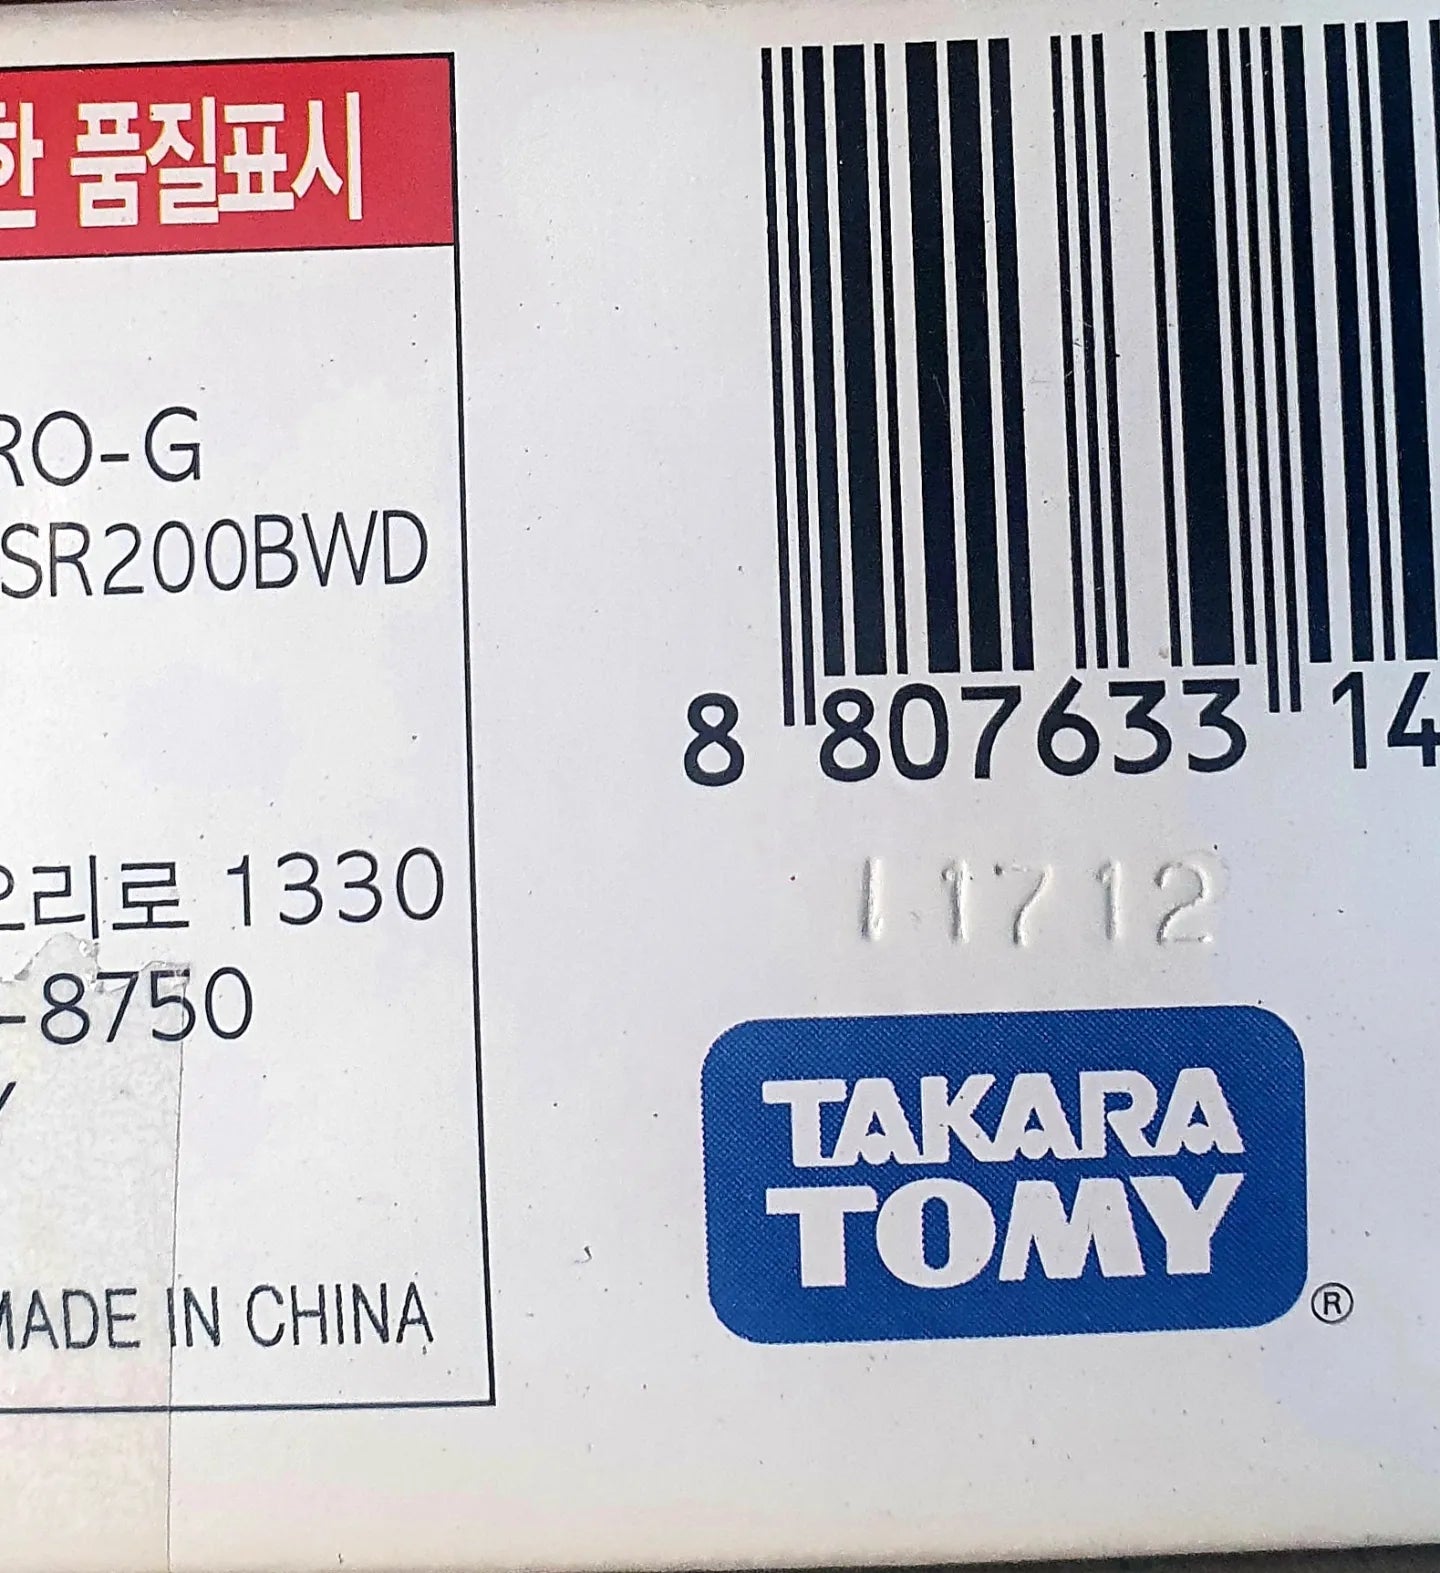 한 품질표시
RO-G
SR200BWD
오리로 1330
-8750
MADE IN CHINA
8 807633 14
11712
TAKARA
TOMY
®